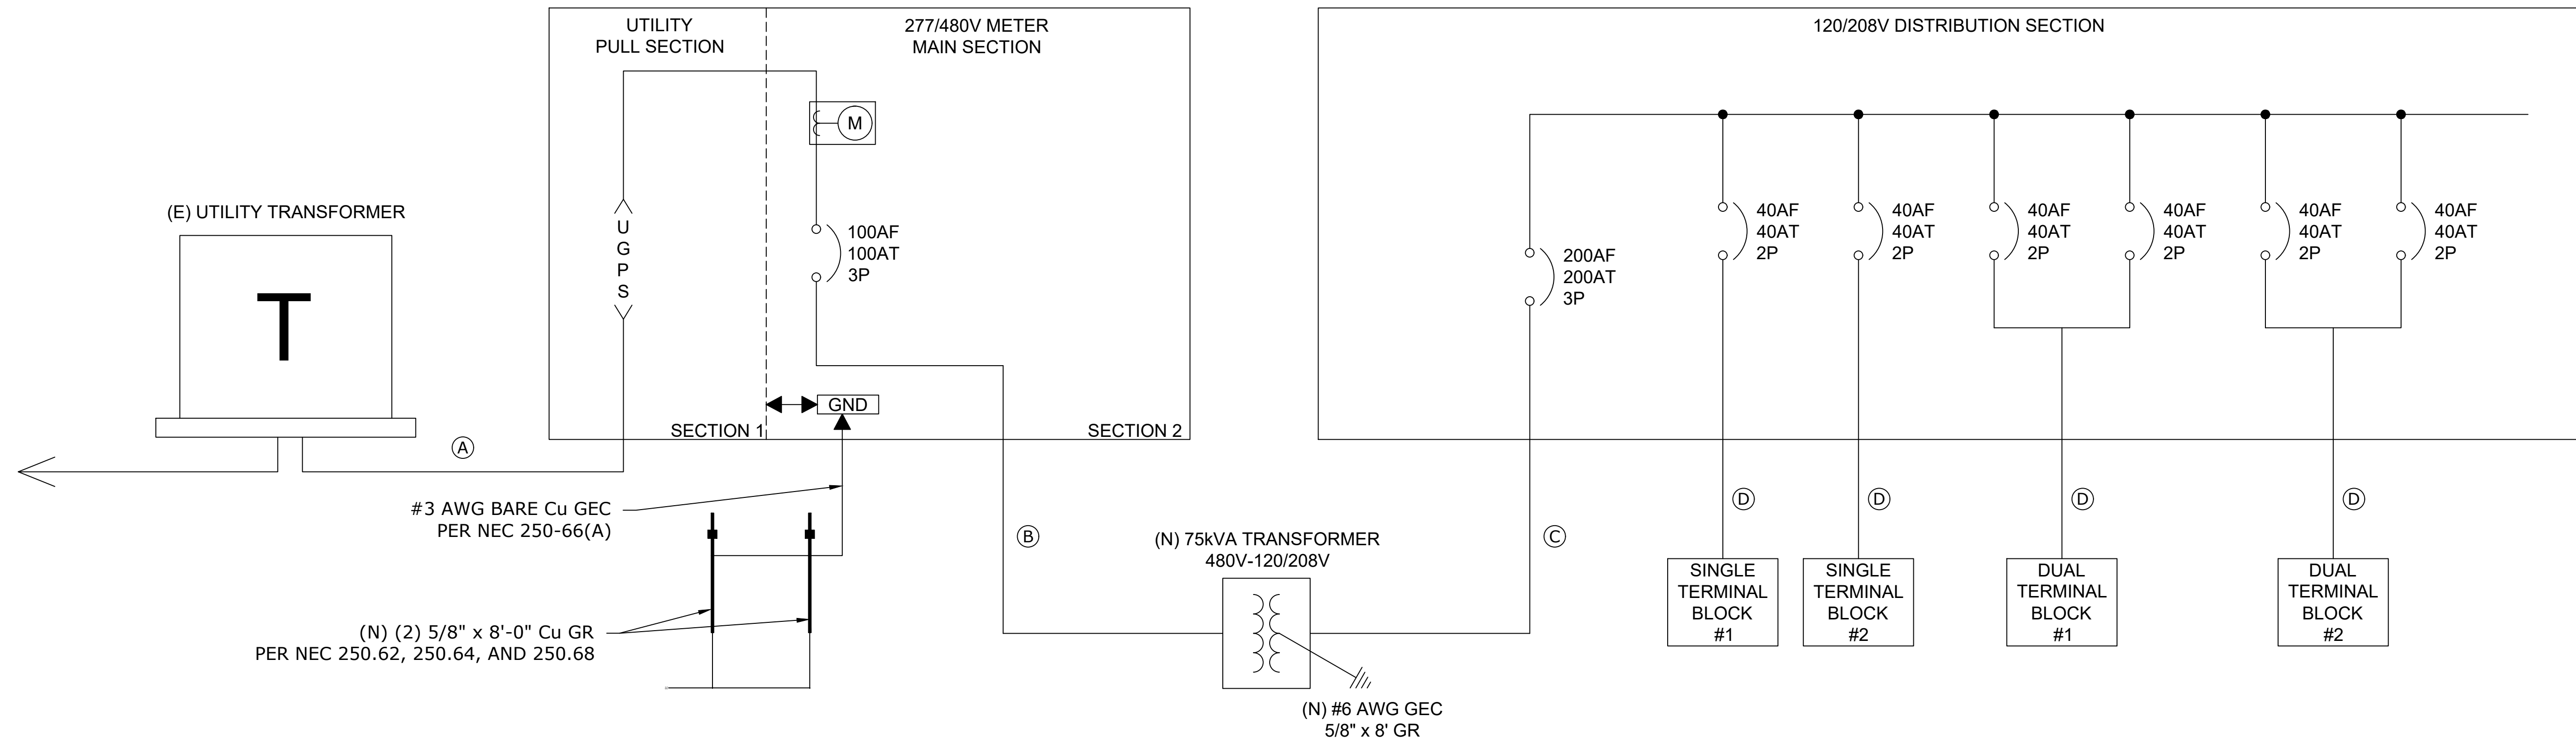 UTILITY
PULL SECTION
277/480V METER
MAIN SECTION
120/208V DISTRIBUTION SECTION
M
(E) UTILITY TRANSFORMER
T
U
G
P
S
100AF
100AT
3P
200AF
200AT
3P
40AF
40AT
2P
40AF
40AT
2P
40AF
40AT
2P
40AF
40AT
2P
40AF
40AT
2P
40AF
40AT
2P
GND
SECTION 1
SECTION 2
A
#3 AWG BARE Cu GEC
PER NEC 250-66(A)
B
C
D
D
D
D
(N) (2) 5/8" x 8'-0" Cu GR
PER NEC 250.62, 250.64, AND 250.68
(N) 75kVA TRANSFORMER
480V-120/208V
(N) #6 AWG GEC
5/8" x 8' GR
SINGLE
TERMINAL
BLOCK
#1
SINGLE
TERMINAL
BLOCK
#2
DUAL
TERMINAL
BLOCK
#1
DUAL
TERMINAL
BLOCK
#2